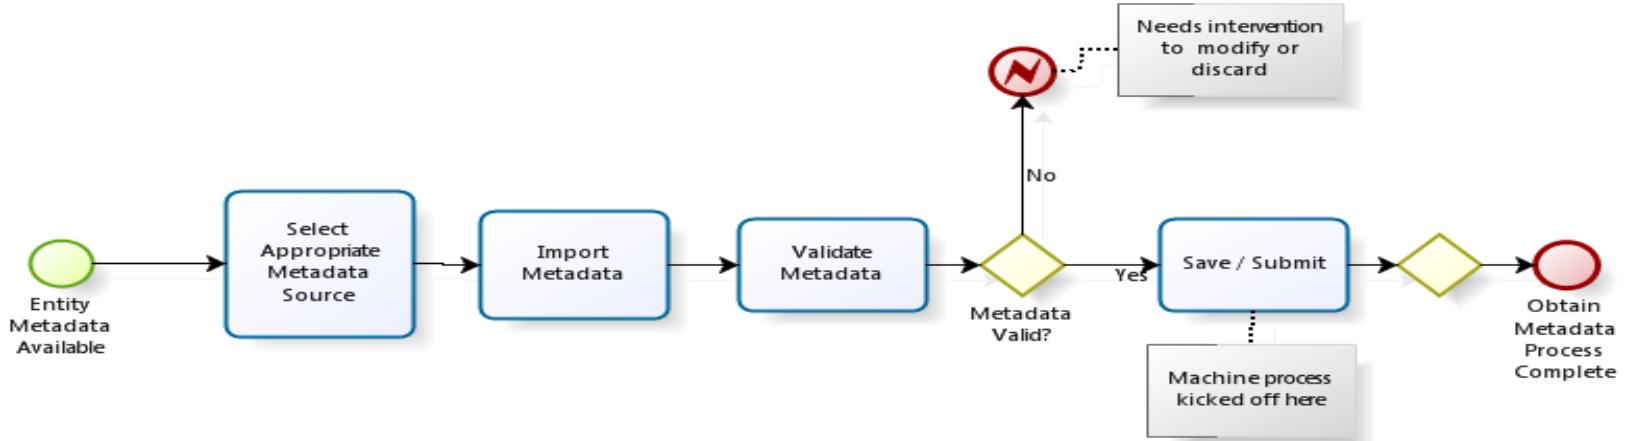 Needs intervention
to modify or
discard
No
Entity
Metadata
Available
Select
Appropriate
Metadata
Source
Import
Metadata
Validate
Metadata
Metadata
Valid?
Yes
Save / Submit
Machine process
kicked off here
Obtain
Metadata
Process
Complete